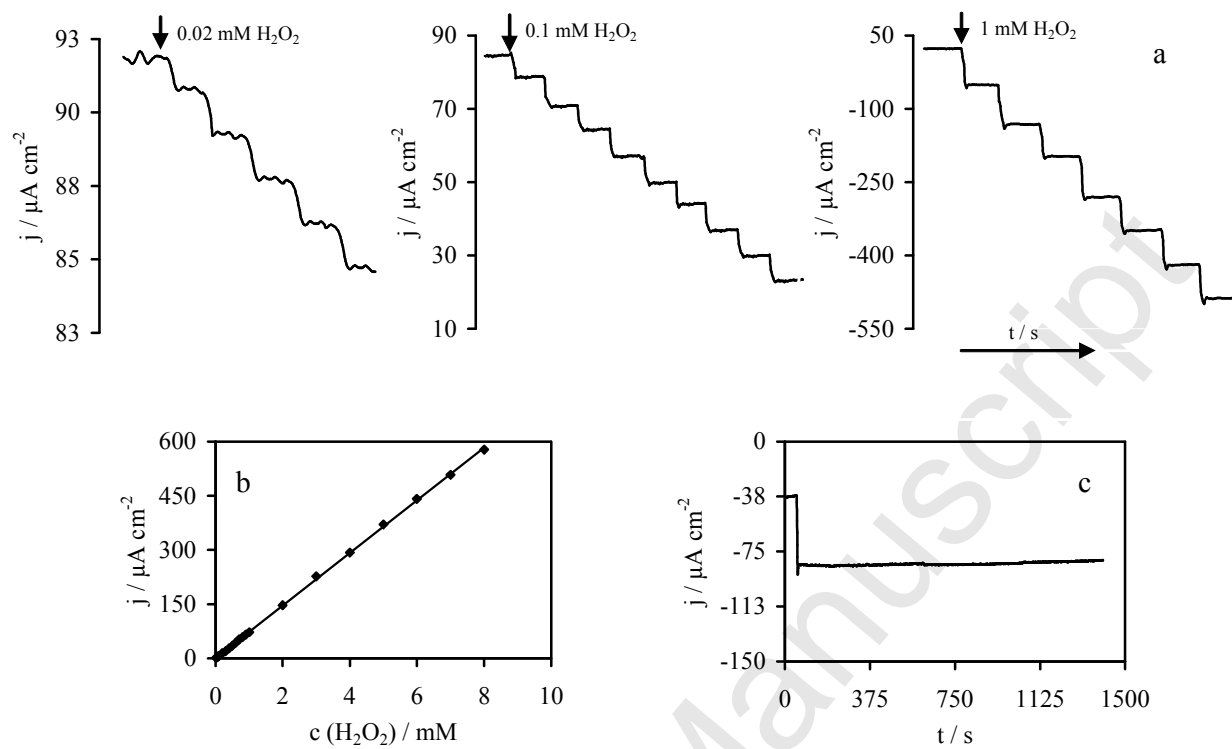 93
90
88
85
83
j / µA cm-2
0.02 mM H2O2
90
70
50
30
10
j / µA cm-2
0.1 mM H2O2
50
-100
-250
-400
-550
j / µA cm-2
1 mM H2O2
a
t / s
600
450
300
150
0
j / µA cm-2
b
0 2 4 6 8 10
c (H2O2) / mM
0
-38
-75
-113
-150
j / µA cm-2
c
0 375 750 1125 1500
t / s
Manuscript